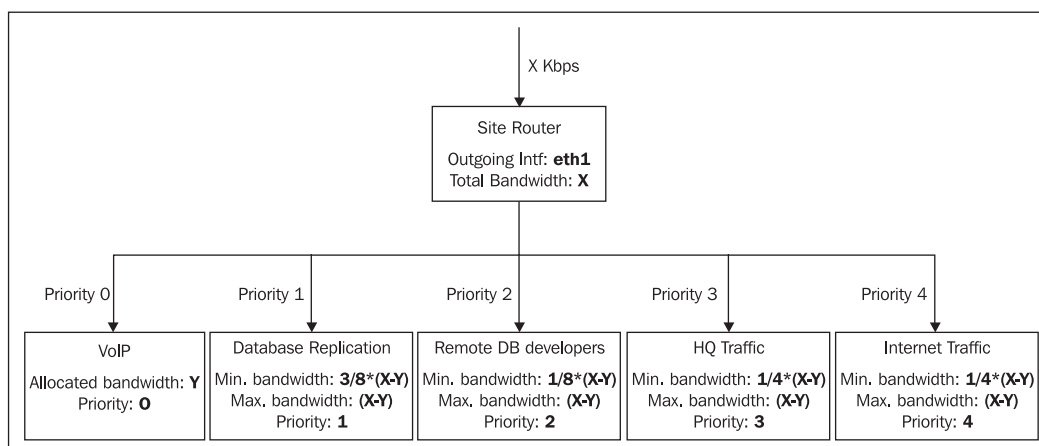 X Kbps
Site Router
Outgoing Intf: eth1
Total Bandwidth: X
Priority 0
Priority 1
Priority 2
Priority 3
Priority 4
VoIP
Allocated bandwidth: Y
Priority: 0
Database Replication
Min. bandwidth: 3/8*(X-Y)
Max. bandwidth: (X-Y)
Priority: 1
Remote DB developers
Min. bandwidth: 1/8*(X-Y)
Max. bandwidth: (X-Y)
Priority: 2
HQ Traffic
Min. bandwidth: 1/4*(X-Y)
Max. bandwidth: (X-Y)
Priority: 3
Internet Traffic
Min. bandwidth: 1/4*(X-Y)
Max. bandwidth: (X-Y)
Priority: 4